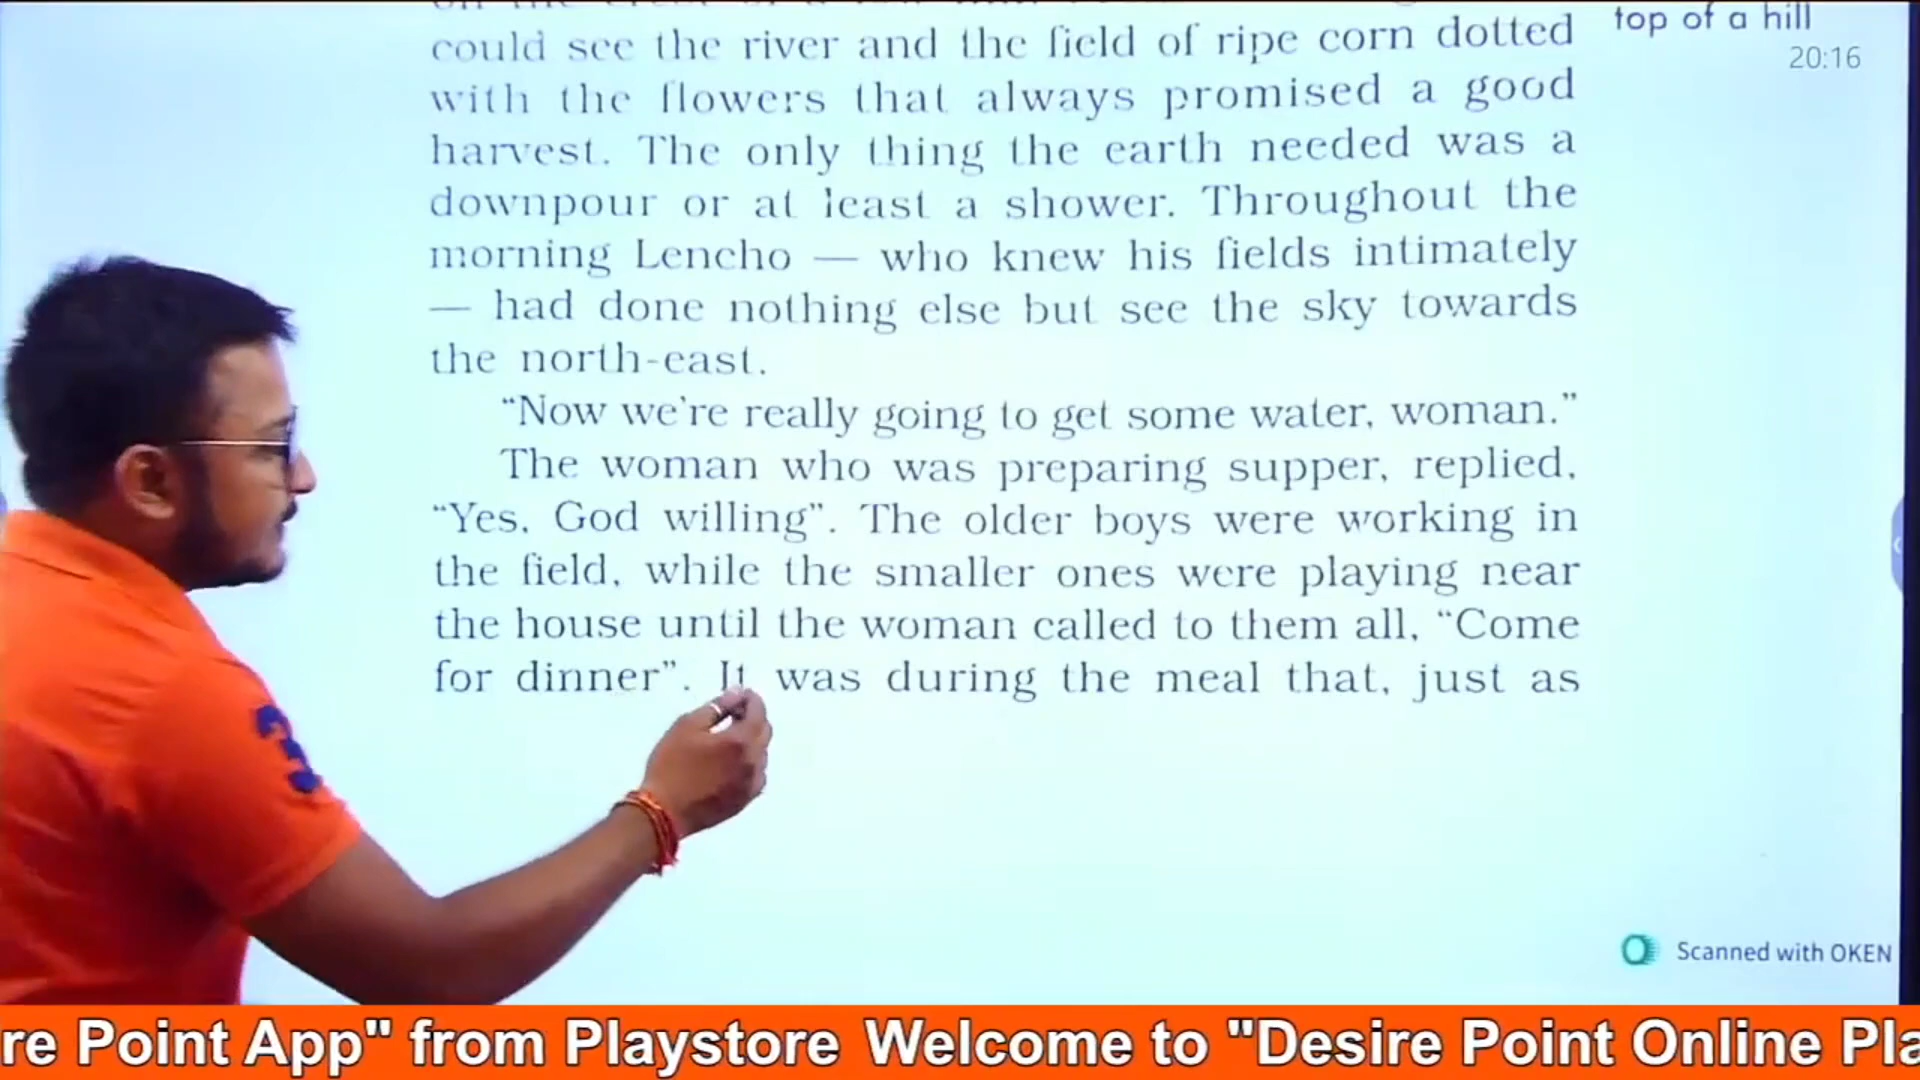 could see the river and the field of ripe corn dotted
with the flowers that always promised a good
harvest. The only thing the earth needed was a
downpour or at least a shower. Throughout the
morning Lencho — who knew his fields intimately
— had done nothing else but see the sky towards
the north-east.
“Now we’re really going to get some water, woman.”
The woman who was preparing supper, replied,
“Yes, God willing”. The older boys were working in
the field, while the smaller ones were playing near
the house until the woman called to them all, “Come
for dinner”. It was during the meal that, just as
top of a hill
20:16
3
Scanned with OKEN
re Point App" from Playstore Welcome to "Desire Point Online Pla